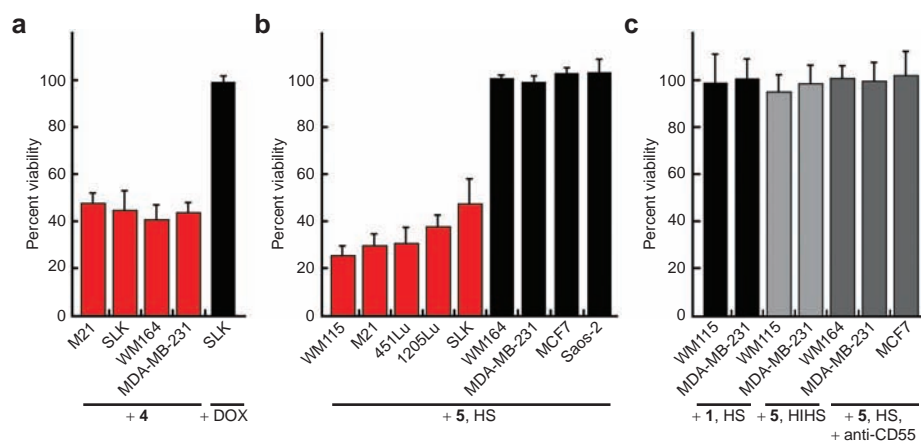 a
Percent viability
100
80
60
40
20
0
M21
SLK
WM164
MDA-MB-231
SLK
+ 4
+ DOX
b
Percent viability
100
80
60
40
20
0
WM115
M21
451Lu
1205Lu
SLK
WM164
MDA-MB-231
MCF7
Saos-2
+ 5, HS
c
Percent viability
100
80
60
40
20
0
WM115
MDA-MB-231
WM115
MDA-MB-231
WM164
MDA-MB-231
MCF7
+ 1, HS
+ 5, HIHS
+ 5, HS,
+ anti-CD55